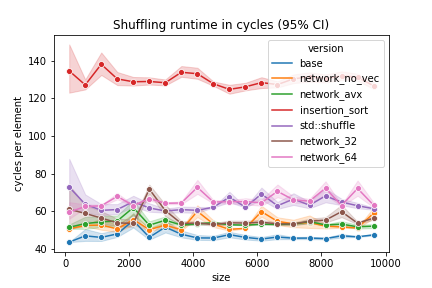 Shuffling runtime in cycles (95% CI)
version
base
network_no_vec
network_avx
insertion_sort
std::shuffle
network_32
network_64
cycles per element
140
120
100
80
60
40
0
2000
4000
6000
8000
10000
size